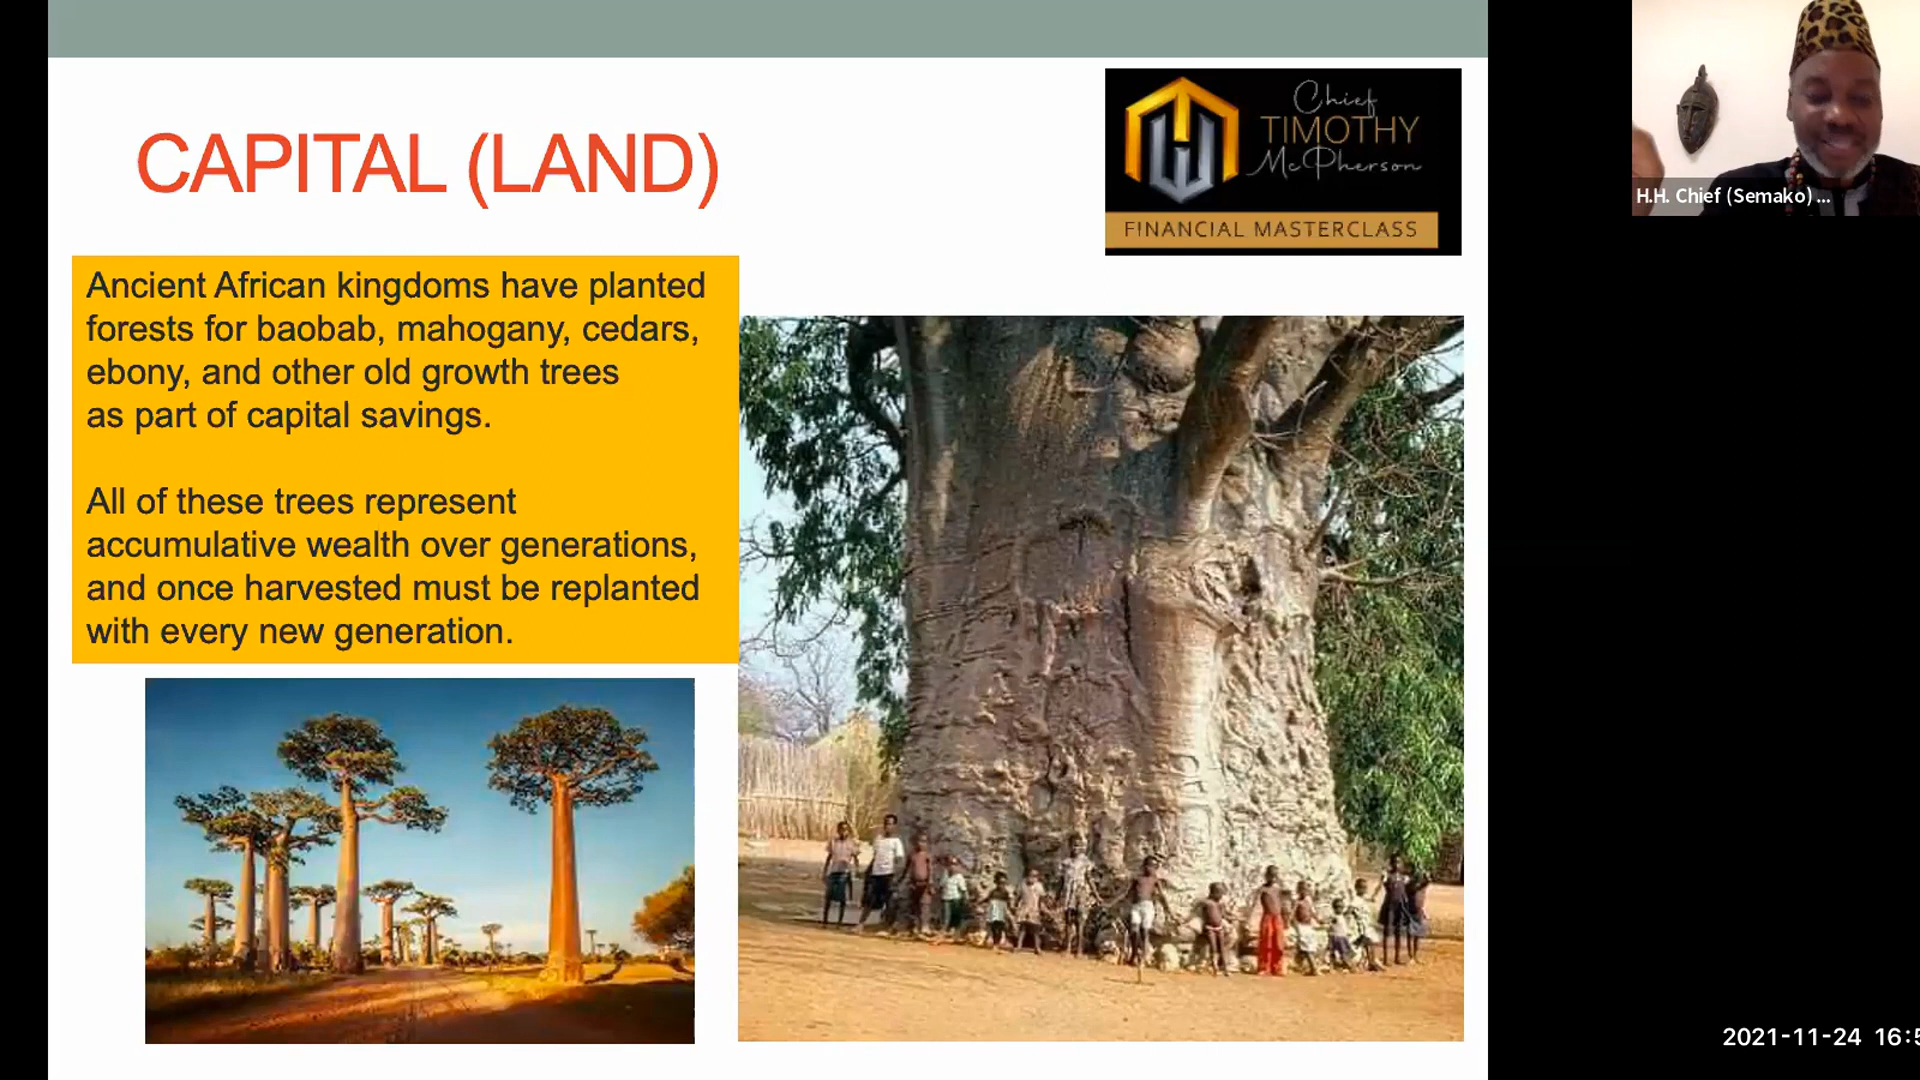 CAPITAL (LAND)
Chief
TIMOTHY
McPherson
FINANCIAL MASTERCLASS
Ancient African kingdoms have planted
forests for baobab, mahogany, cedars,
ebony, and other old growth trees
as part of capital savings.
All of these trees represent
accumulative wealth over generations,
and once harvested must be replanted
with every new generation.
H.H. Chief (Semako) ...
2021-11-24 16:5